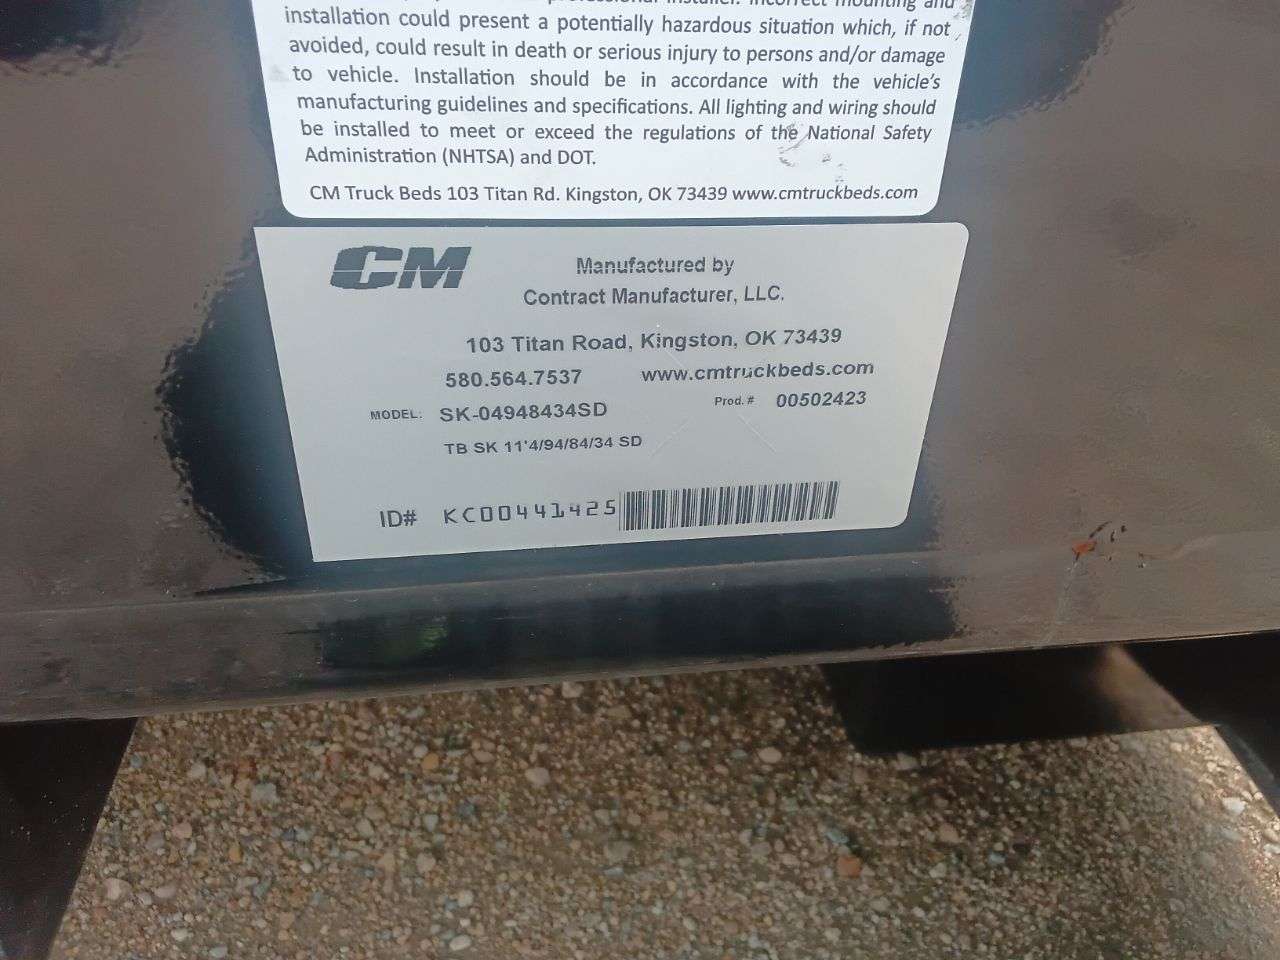 professional installer. Incorrect mounting and
installation could present a potentially hazardous situation which, if not
avoided, could result in death or serious injury to persons and/or damage
to vehicle. Installation should be in accordance with the vehicle's
manufacturing guidelines and specifications. All lighting and wiring should
be installed to meet or exceed the regulations of the National Safety
Administration (NHTSA) and DOT.
CM Truck Beds 103 Titan Rd. Kingston, OK 73439 www.cmtruckbeds.com
CM
Manufactured by
Contract Manufacturer, LLC.
103 Titan Road, Kingston, OK 73439
580.564.7537 www.cmtruckbeds.com
MODEL: SK-04948434SD Prod. # 00502423
TB SK 11'4/94/84/34 SD
ID# KC00441425